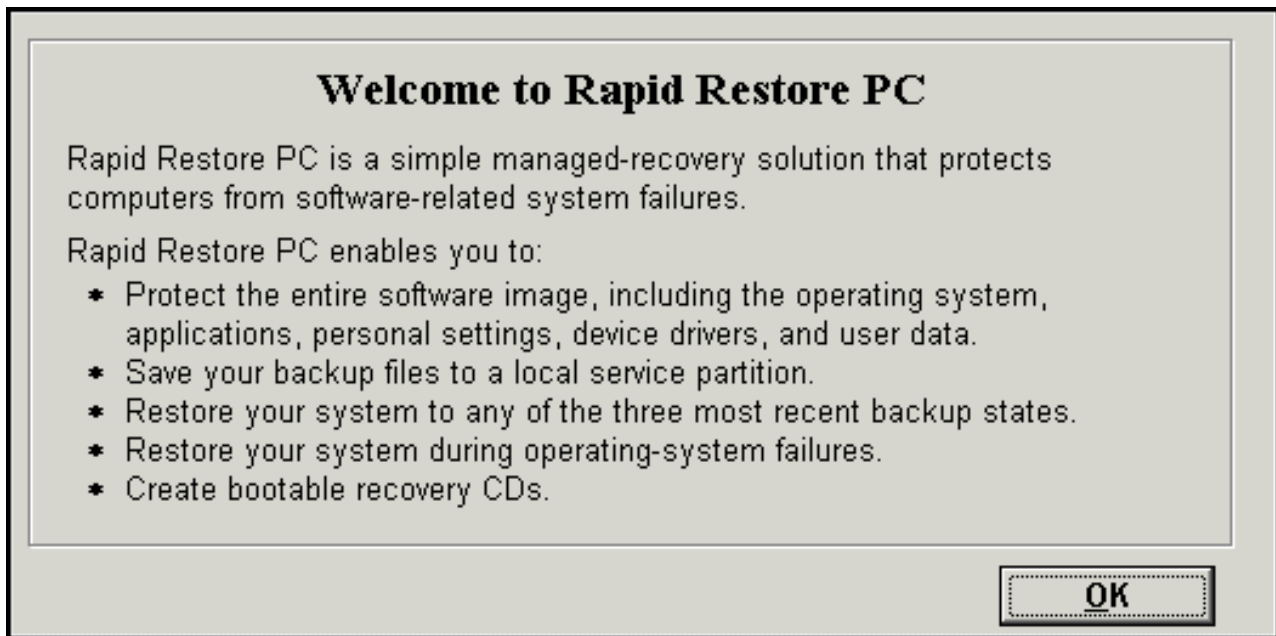 Welcome to Rapid Restore PC
Rapid Restore PC is a simple managed-recovery solution that protects
computers from software-related system failures.
Rapid Restore PC enables you to:
* Protect the entire software image, including the operating system,
applications, personal settings, device drivers, and user data.
* Save your backup files to a local service partition.
* Restore your system to any of the three most recent backup states.
* Restore your system during operating-system failures.
* Create bootable recovery CDs.
OK